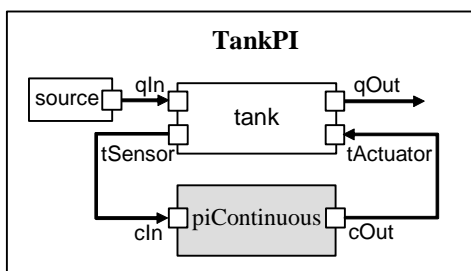 TankPI
qIn
qOut
source
tank
tSensor
tActuator
piContinuous
cIn
cOut